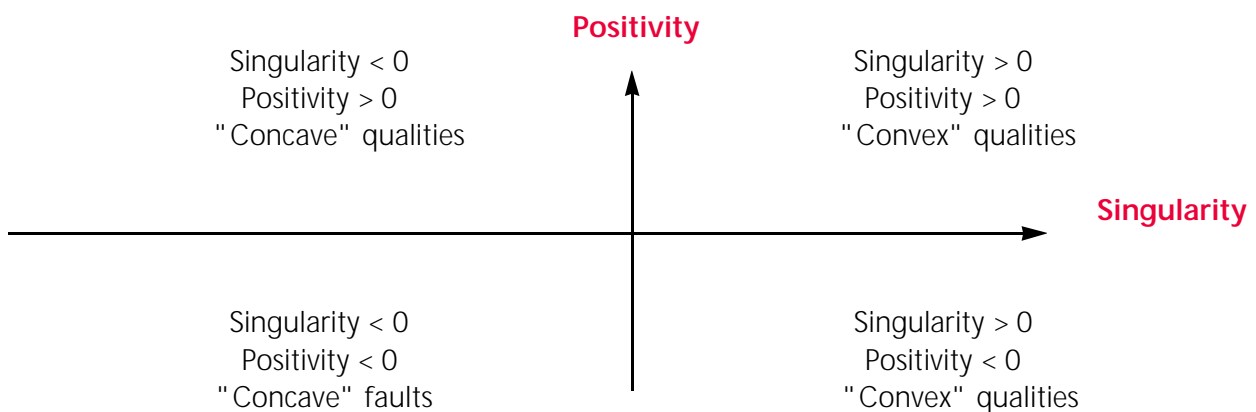 Positivity
Singularity < 0
Positivity > 0
"Concave" qualities
Singularity > 0
Positivity > 0
"Convex" qualities
Singularity
Singularity < 0
Positivity < 0
"Concave" faults
Singularity > 0
Positivity < 0
"Convex" qualities